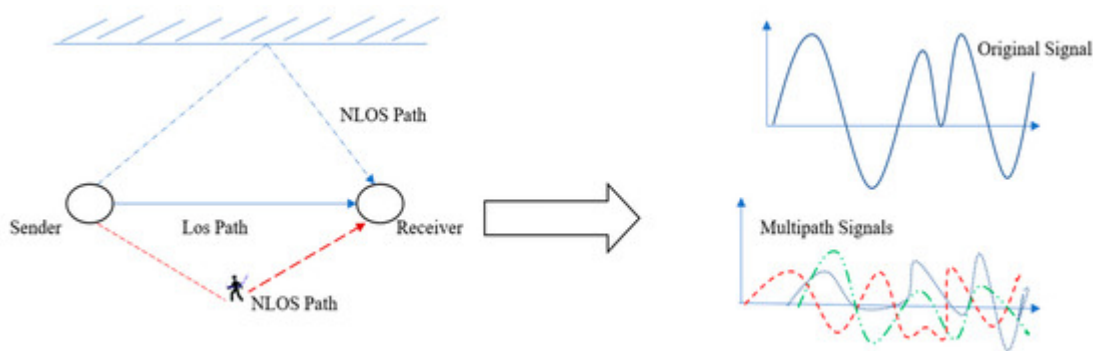 Original Signal
NLOS Path
Sender
Los Path
Receiver
Multipath Signals
NLOS Path